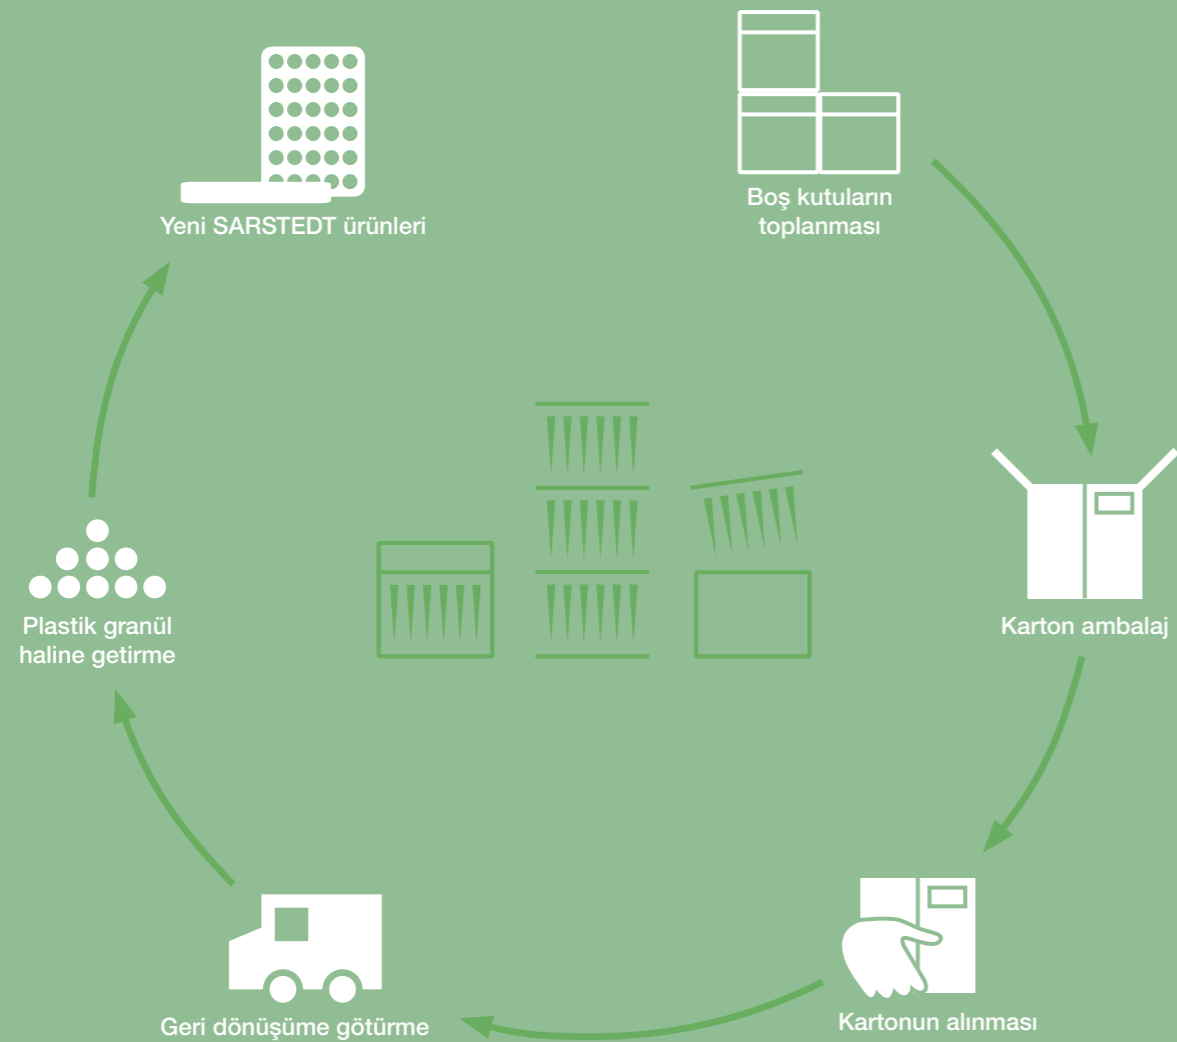 Yeni SARSTEDT ürünleri
Boş kutuların
toplanması
Karton ambalaj
Kartonun alınması
Geri dönüşüme götürme
Plastik granül
haline getirme